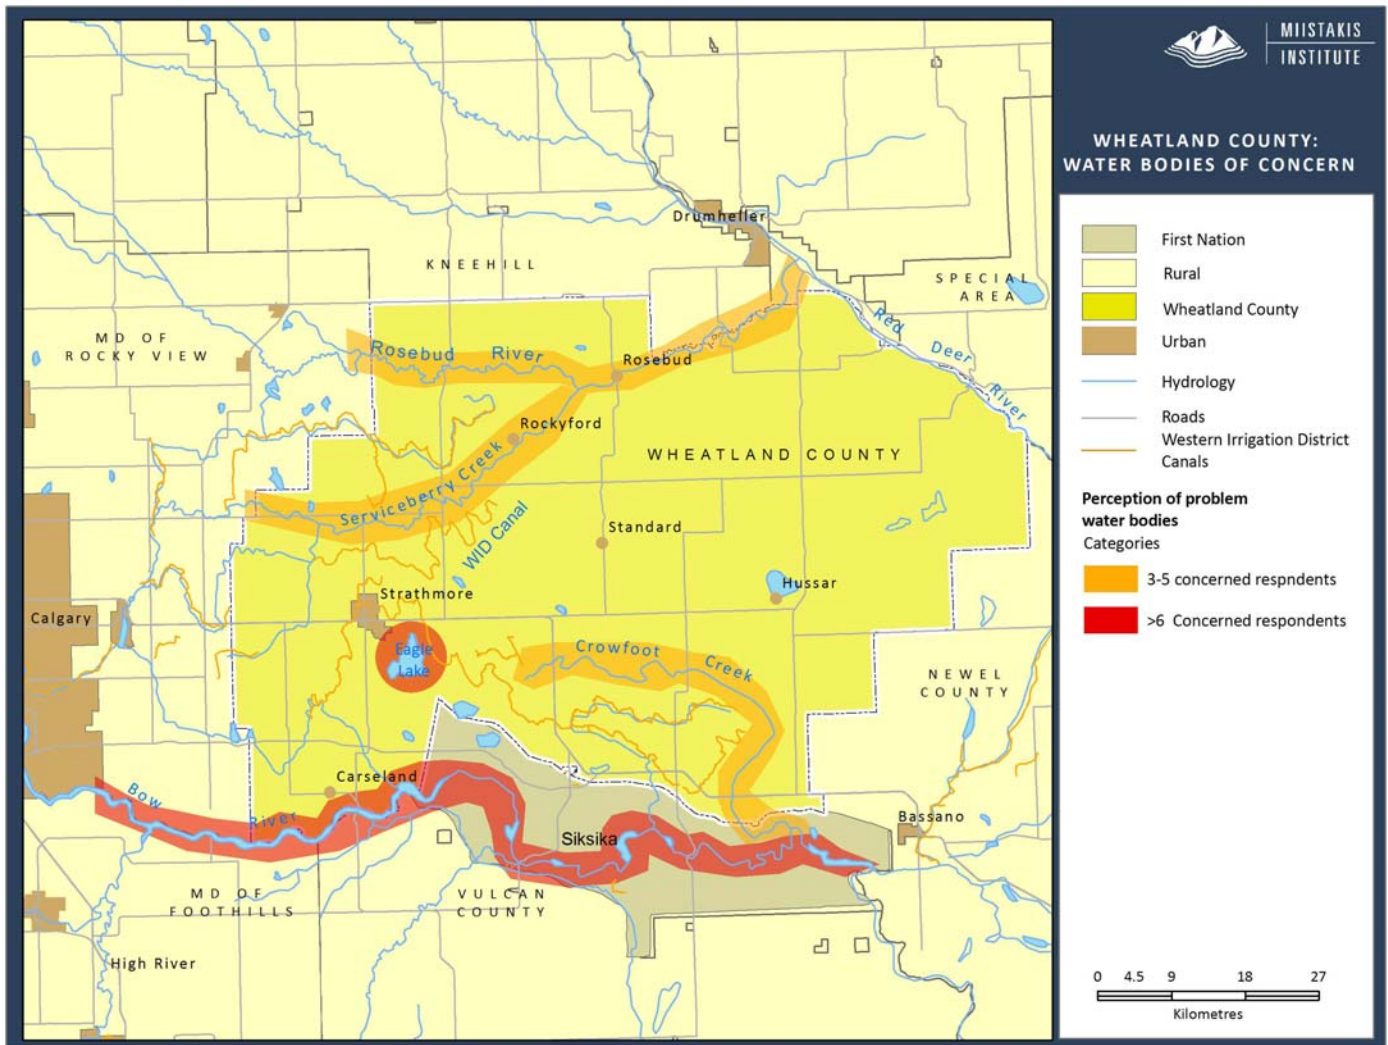 MIISTAKIS
INSTITUTE
WHEATLAND COUNTY:
WATER BODIES OF CONCERN
First Nation
Rural
Wheatland County
Urban
Hydrology
Roads
Western Irrigation District
Canals
Perception of problem
water bodies
Categories
3-5 concerned respndents
>6 Concerned respondents
0 4.5 9 18 27
Kilometres
Drumheller
KNEEHILL
SPECIAL
AREA
MD OF
ROCKY VIEW
Red Deer River
Rosebud River
Rosebud
Rockyford
WHEATLAND COUNTY
Serviceberry Creek
WID Canal
Standard
Hussar
Strathmore
Calgary
Eagle
Lake
Crowfoot Creek
NEWEL
COUNTY
Carseland
Bow River
Bassano
Siksika
MD OF
FOOTHILLS
VULCAN
COUNTY
High River